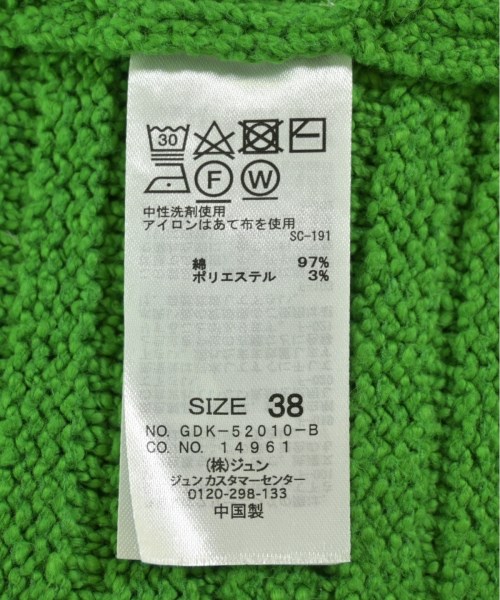 30
F W
中性洗剤使用
アイロンはあて布を使用
SC-191
綿 97%
ポリエステル 3%
SIZE 38
NO. GDK-52010-B
CO. NO. 14961
(株)ジュン
ジュン カスタマーセンター
0120-298-133
中国製